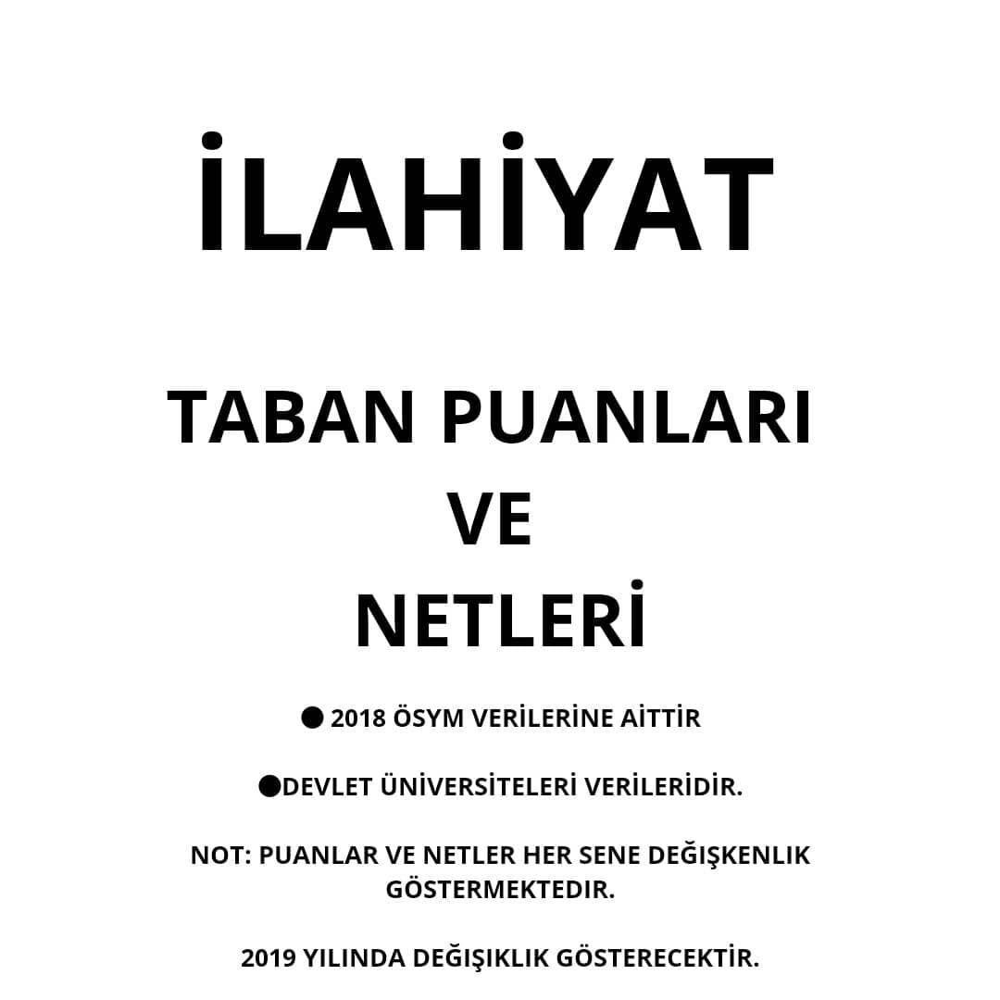 İLAHİYAT
TABAN PUANLARI
VE
NETLERİ
● 2018 ÖSYM VERİLERİNE AİTTİR
●DEVLET ÜNİVERSİTELERİ VERİLERİDİR.
NOT: PUANLAR VE NETLER HER SENE DEĞIŞKENLIK
GÖSTERMEKTEDIR.
2019 YILINDA DEĞIŞIKLIK GÖSTERECEKTİR.